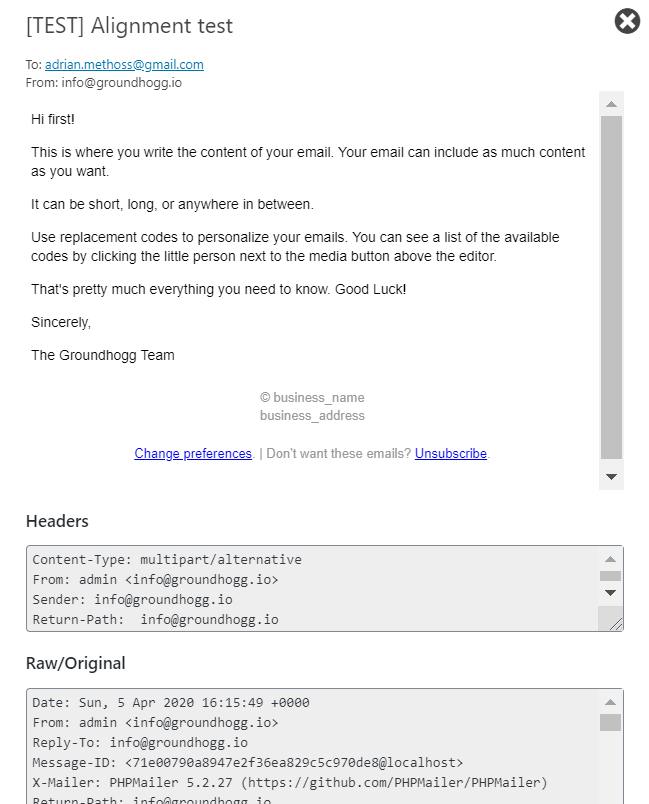 [TEST] Alignment test
To: adrian.methoss@gmail.com
From: info@groundhogg.io
Hi first!
This is where you write the content of your email. Your email can include as much content
as you want.
It can be short, long, or anywhere in between.
Use replacement codes to personalize your emails. You can see a list of the available
codes by clicking the little person next to the media button above the editor.
That's pretty much everything you need to know. Good Luck!
Sincerely,
The Groundhogg Team
© business_name
business_address
Change preferences. | Don't want these emails? Unsubscribe.
Headers
Content-Type: multipart/alternative
From: admin <info@groundhogg.io>
Sender: info@groundhogg.io
Return-Path:  info@groundhogg.io
Raw/Original
Date: Sun, 5 Apr 2020 16:15:49 +0000
From: admin <info@groundhogg.io>
Reply-To: info@groundhogg.io
Message-ID: <71e00790a8947e2f36ea829c5c970de8@localhost>
X-Mailer: PHPMailer 5.2.27 (https://github.com/PHPMailer/PHPMailer)
Return-Path: info@groundhogg.io